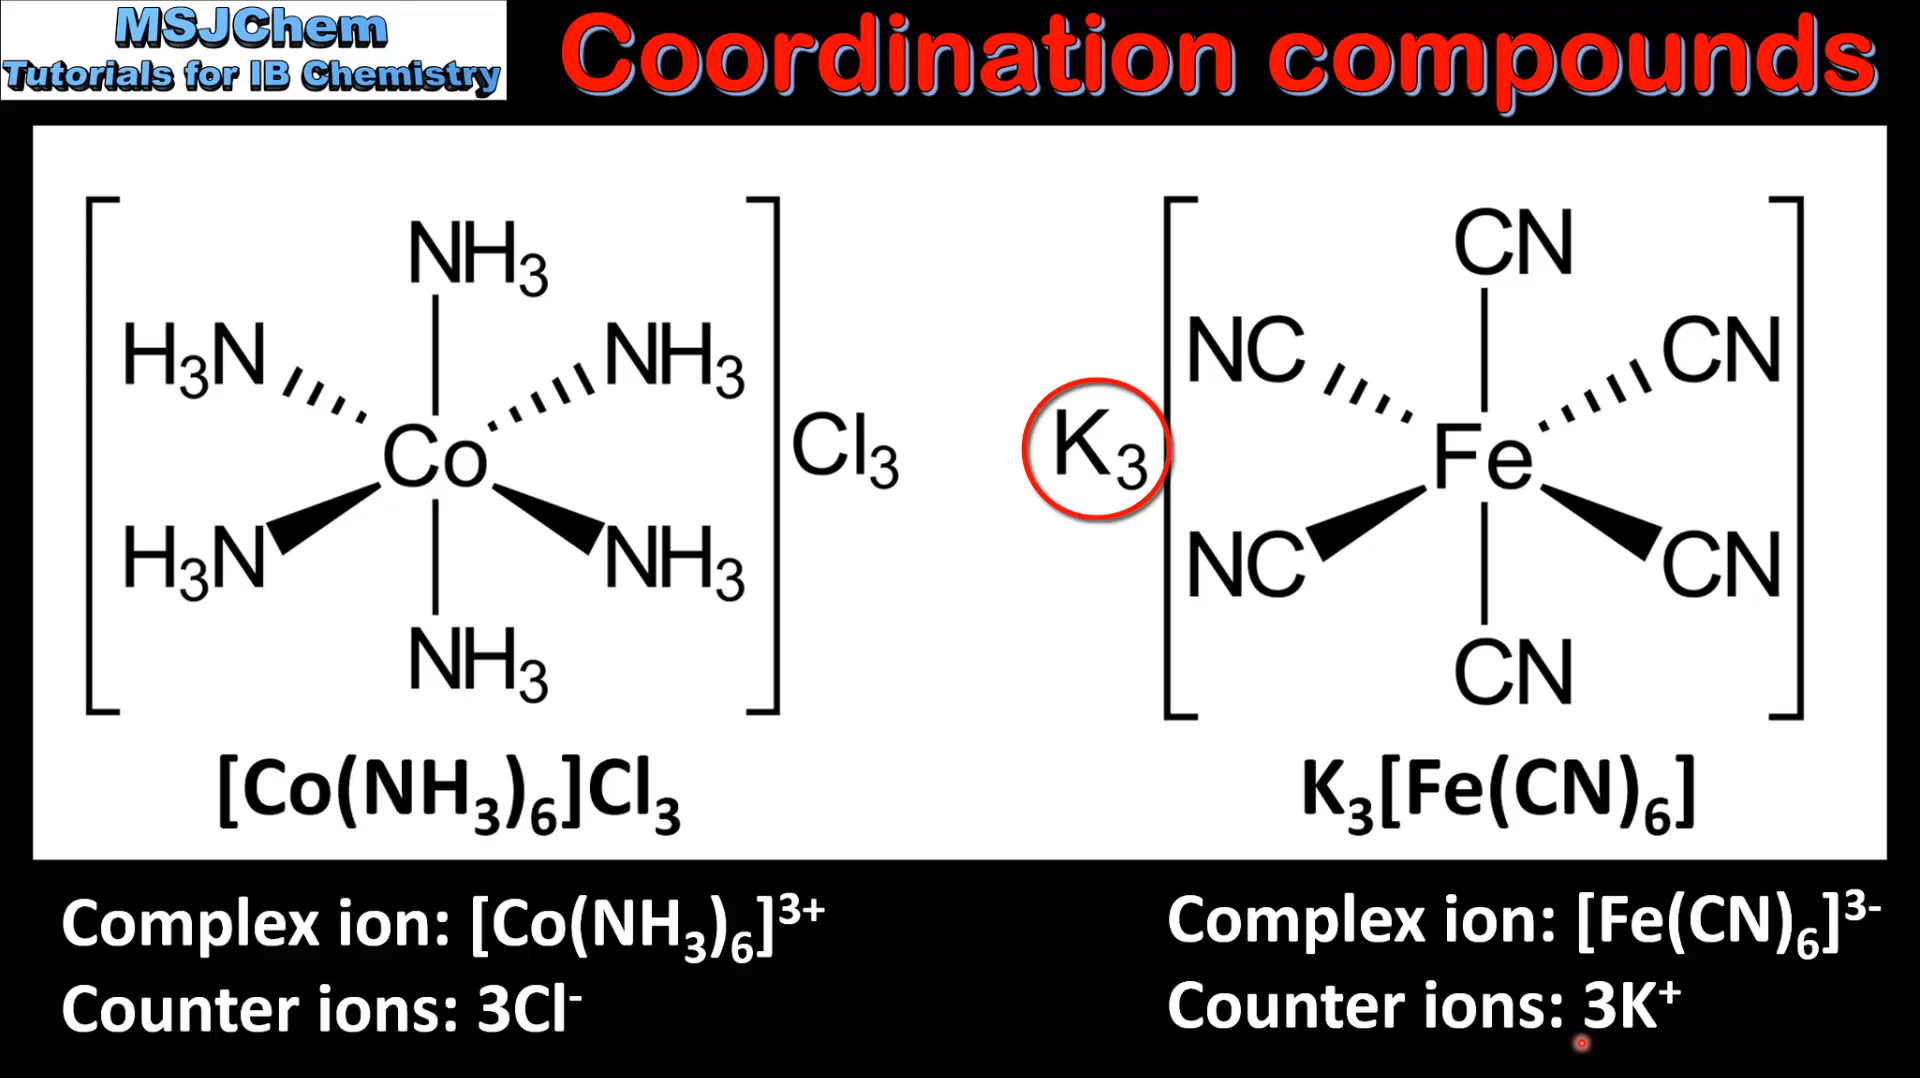 MSJChem
Tutorials for IB Chemistry
Coordination compounds
NH₃
H₃N
NH₃
Co
H₃N
NH₃
NH₃
Cl₃
K₃
CN
NC
CN
Fe
NC
CN
CN
[Co(NH₃)₆]Cl₃
K₃[Fe(CN)₆]
Complex ion: [Co(NH₃)₆]³⁺
Counter ions: 3Cl⁻
Complex ion: [Fe(CN)₆]³⁻
Counter ions: 3K⁺